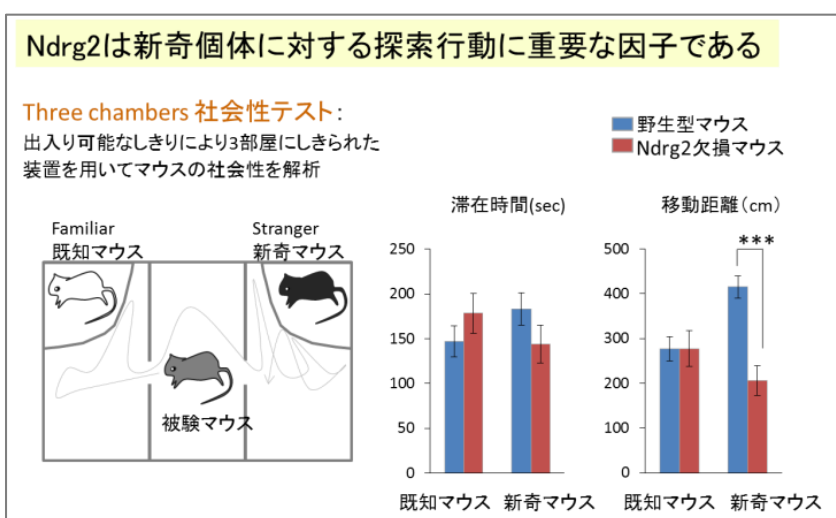 Ndrg2は新奇個体に対する探索行動に重要な因子である
Three chambers 社会性テスト:
出入り可能なしきりにより3部屋にしきられた
装置を用いてマウスの社会性を解析
野生型マウス
Ndrg2欠損マウス
Familiar
既知マウス
Stranger
新奇マウス
被験マウス
滞在時間(sec)
250
200
150
100
50
0
既知マウス 新奇マウス
移動距離(cm)
***
500
400
300
200
100
0
既知マウス 新奇マウス